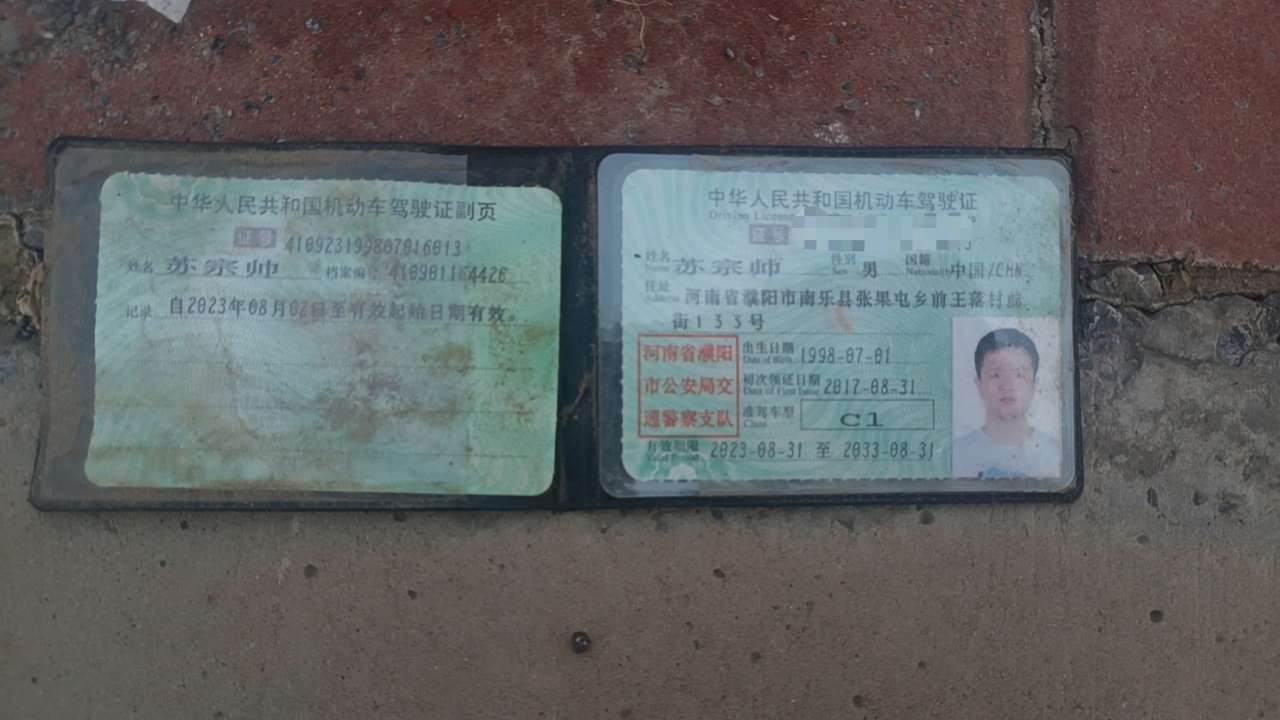 中华人民共和国机动车驾驶证副页
证号 410923199807016013
姓名 苏宗帅 档案编号
记录 自2023年08月02日至有效起始日期有效。
中华人民共和国机动车驾驶证
Driving License
证号
姓名 Name 苏宗帅 性别 Sex 男 国籍 Nationality 中国/CHN
住址 Address 河南省濮阳市南乐县张果屯乡前王落村前
街133号
河南省濮阳
市公安局交
通警察支队
出生日期 Date of Birth 1998-07-01
初次领证日期 Date of First Issue 2017-08-31
准驾车型 Class C1
有效期限 Valid Period 2023-08-31 至 2033-08-31